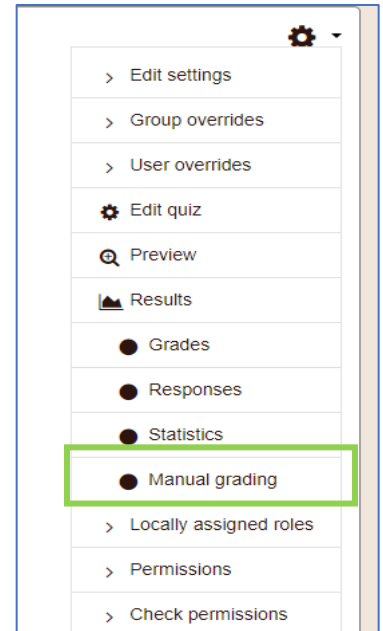 Edit settings
Group overrides
User overrides
Edit quiz
Preview
Results
Grades
Responses
Statistics
Manual grading
Locally assigned roles
Permissions
Check permissions